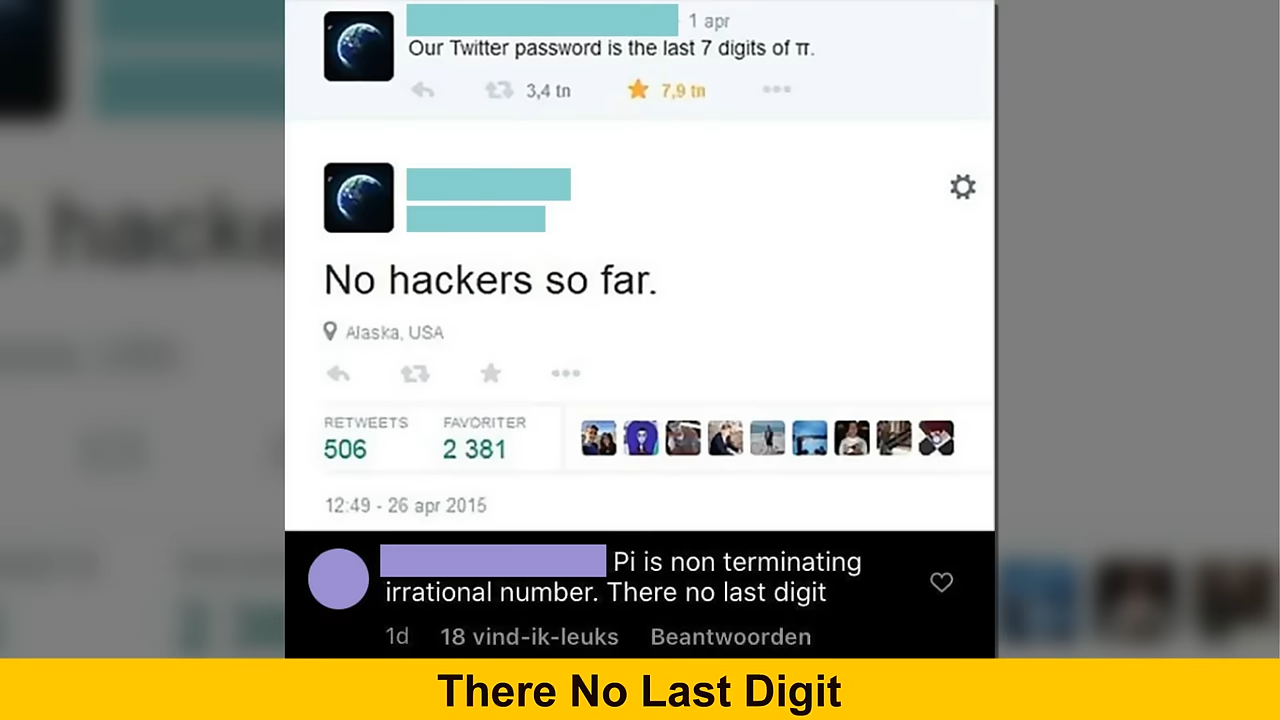 1 apr
Our Twitter password is the last 7 digits of π.
3,4 tn 7,9 tn
No hackers so far.
Alaska, USA
RETWEETS FAVORITER
506 2 381
12:49 - 26 apr 2015
Pi is non terminating
irrational number. There no last digit
1d 18 vind-ik-leuks Beantwoorden
There No Last Digit